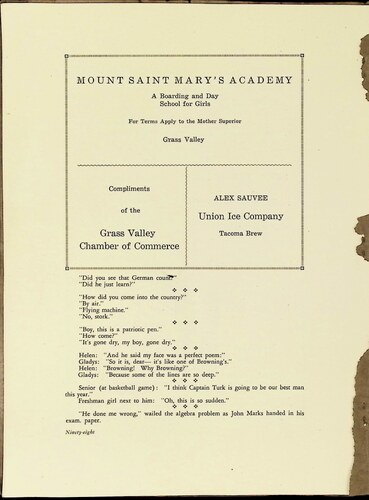 MOUNT SAINT MARY'S ACADEMY
A Boarding and Day
School for Girls
For Terms Apply to the Mother Superior
Grass Valley
Compliments
of the
Grass Valley
Chamber of Commerce
ALEX SAUVEE
Union Ice Company
Tacoma Brew
"Did you see that German count?"
"Did he just learn?"
"How did you come into the country?"
"By air."
"Flying machine."
"No, stork."
"Boy, this is a patriotic pen."
"How come?"
"It's gone dry, my boy, gone dry."
Helen: "And he said my face was a perfect poem:"
Gladys: "So it is, dear— it's like one of Browning's."
Helen: "Browning! Why Browning?"
Gladys: "Because some of the lines are so deep."
Senior (at basketball game): "I think Captain Turk is going to be our best man
this year."
Freshman girl next to him: "Oh, this is so sudden."
"He done me wrong," wailed the algebra problem as John Marks handed in his
exam. paper.
Ninety-eight